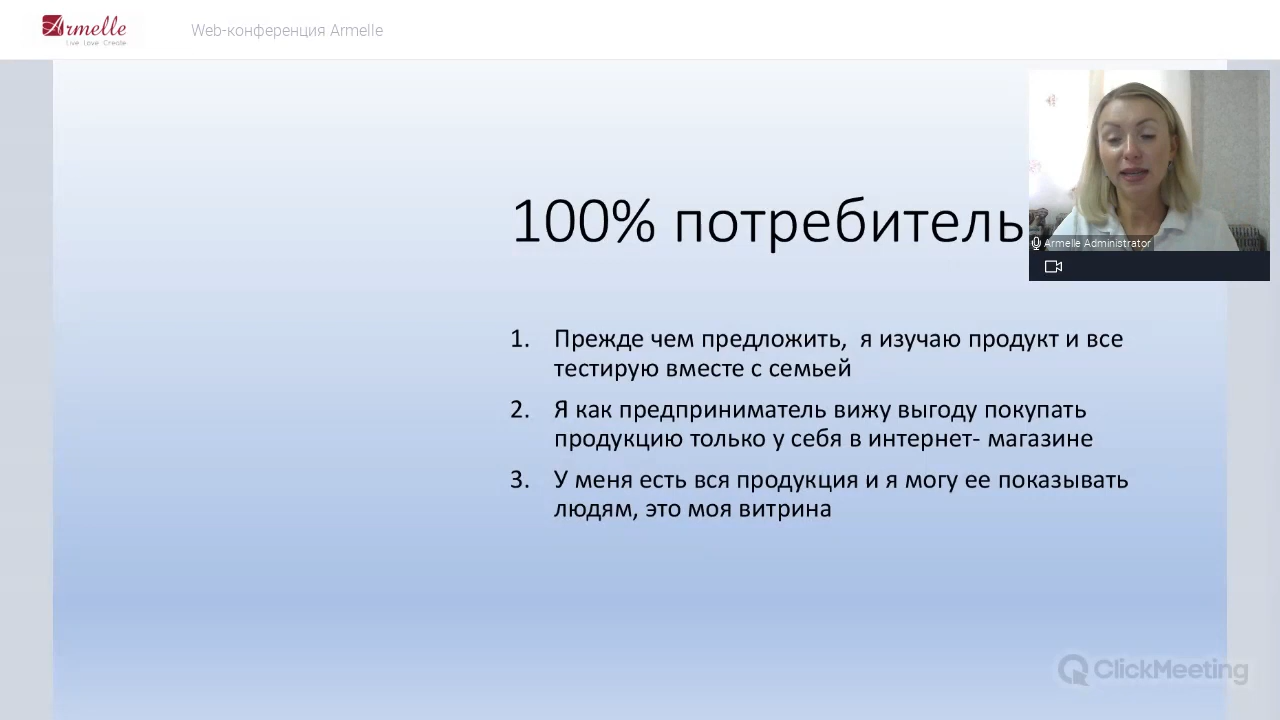 Armelle
Live. Love. Create
Web-конференция Armelle
100% потребитель
Armelle Administrator
1. Прежде чем предложить, я изучаю продукт и все
тестирую вместе с семьей
2. Я как предприниматель вижу выгоду покупать
продукцию только у себя в интернет- магазине
3. У меня есть вся продукция и я могу ее показывать
людям, это моя витрина
ClickMeeting